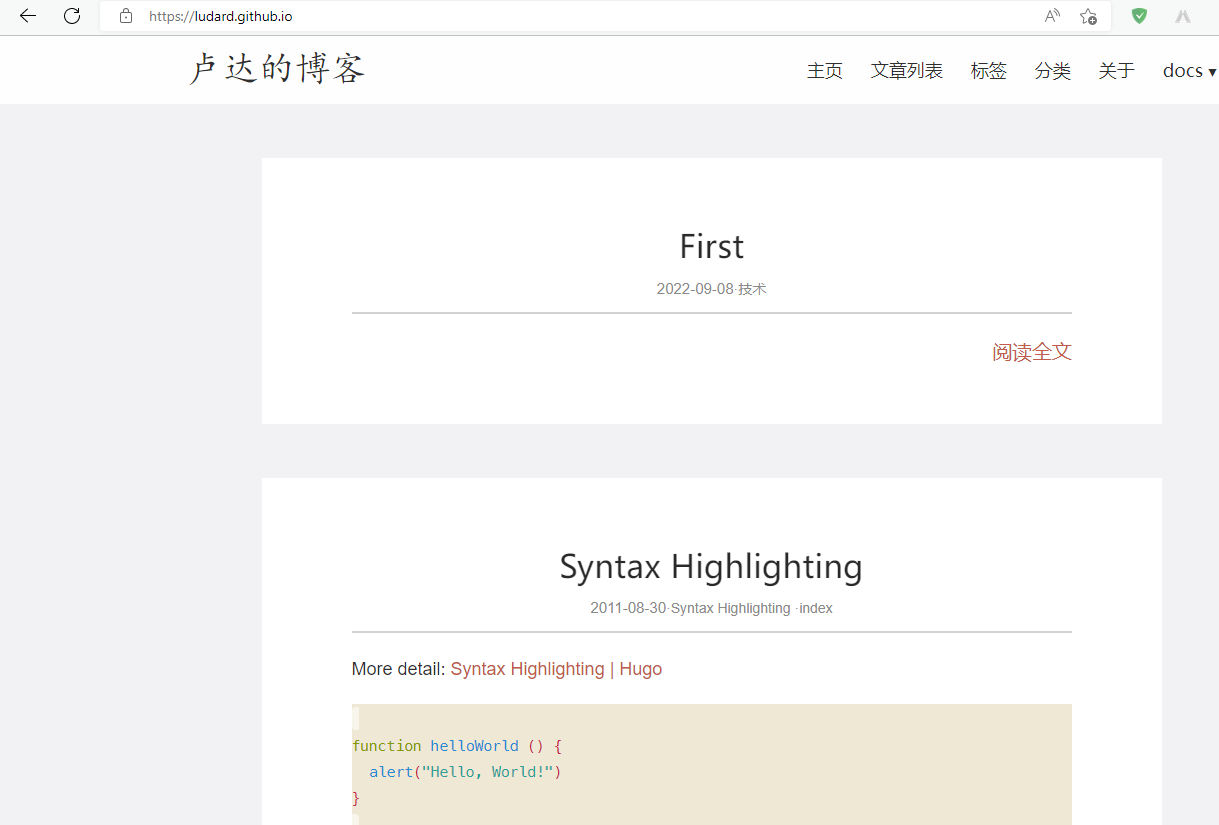 https://ludard.github.io
卢达的博客 主页 文章列表 标签 分类 关于 docs ▾
First
2022-09-08·技术
阅读全文
Syntax Highlighting
2011-08-30·Syntax Highlighting ·index
More detail: Syntax Highlighting | Hugo
function helloWorld () {
  alert("Hello, World!")
}